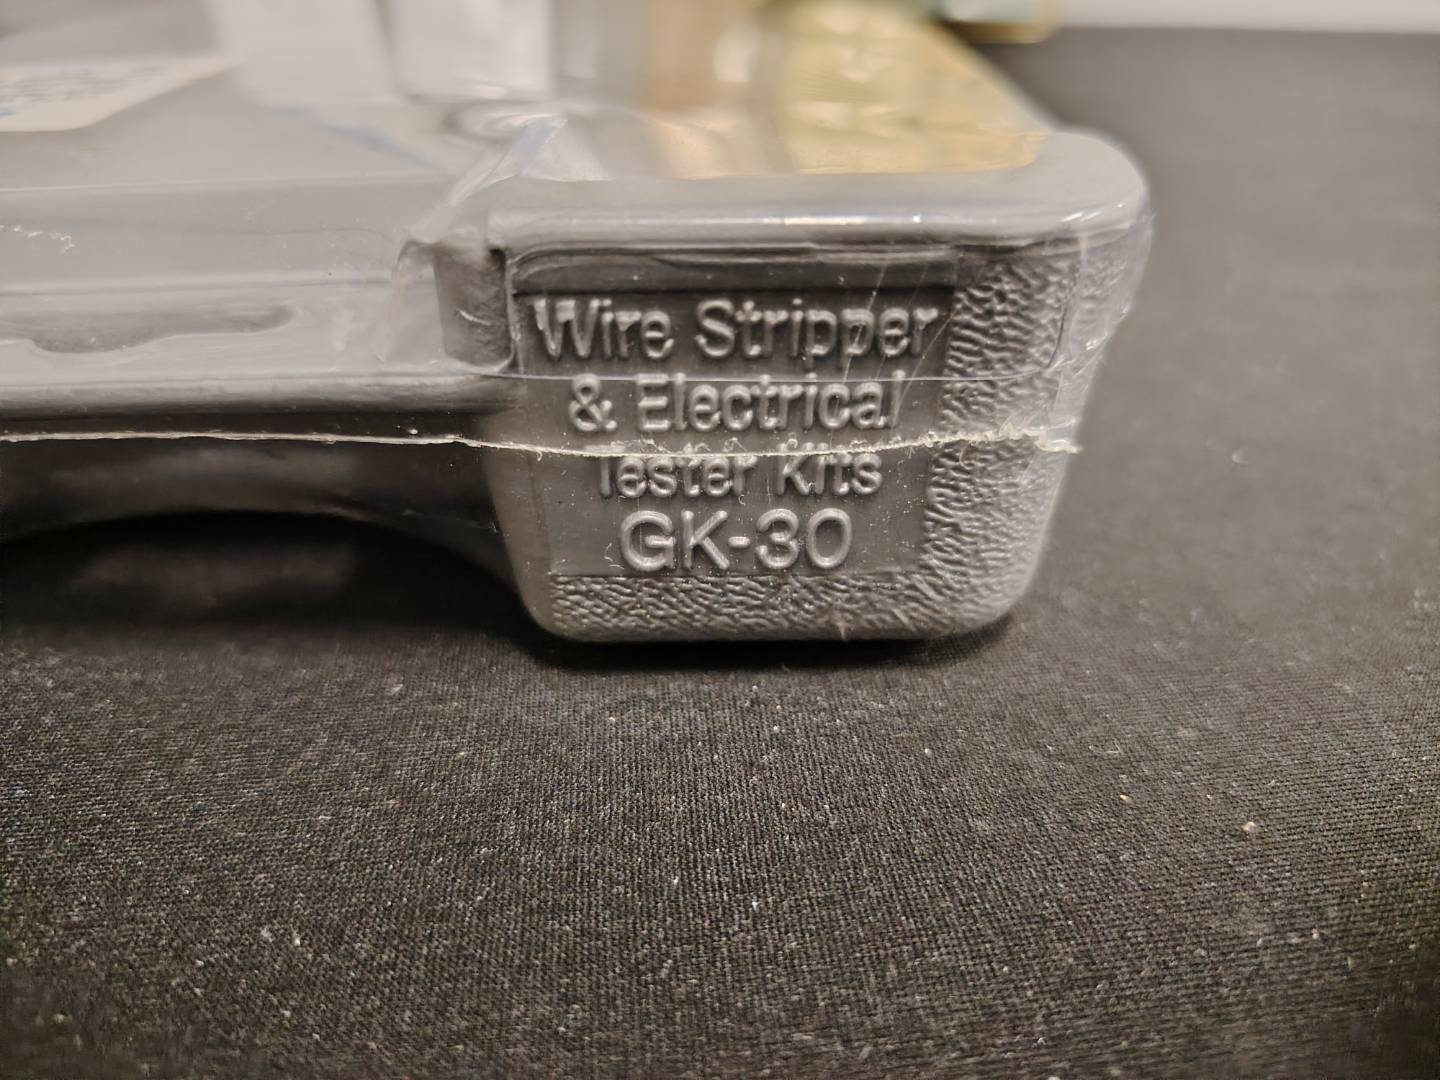 Wire Stripper
& Electrical
Tester Kits
GK-30